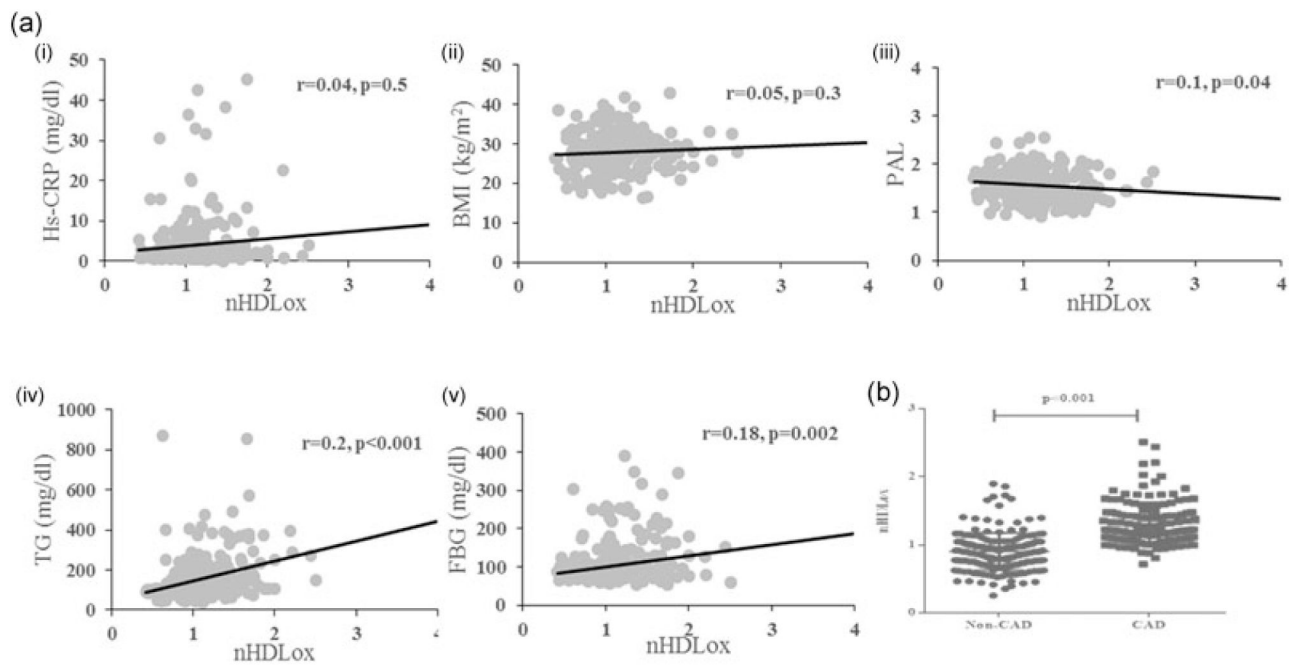 (a)
(i)
50
40
30
20
10
0
Hs-CRP (mg/dl)
r=0.04, p=0.5
0 1 2 3 4
nHDLox
(ii)
50
40
30
20
10
0
BMI (kg/m²)
r=0.05, p=0.3
0 1 2 3 4
nHDLox
(iii)
4
3
2
1
0
PAL
r=0.1, p=0.04
0 1 2 3 4
nHDLox
(iv)
1000
800
600
400
200
0
TG (mg/dl)
r=0.2, p<0.001
0 1 2 3 4
nHDLox
(v)
500
400
300
200
100
0
FBG (mg/dl)
r=0.18, p=0.002
0 1 2 3 4
nHDLox
(b)
3
2
1
0
nHDLox
p<0.001
Non-CAD CAD